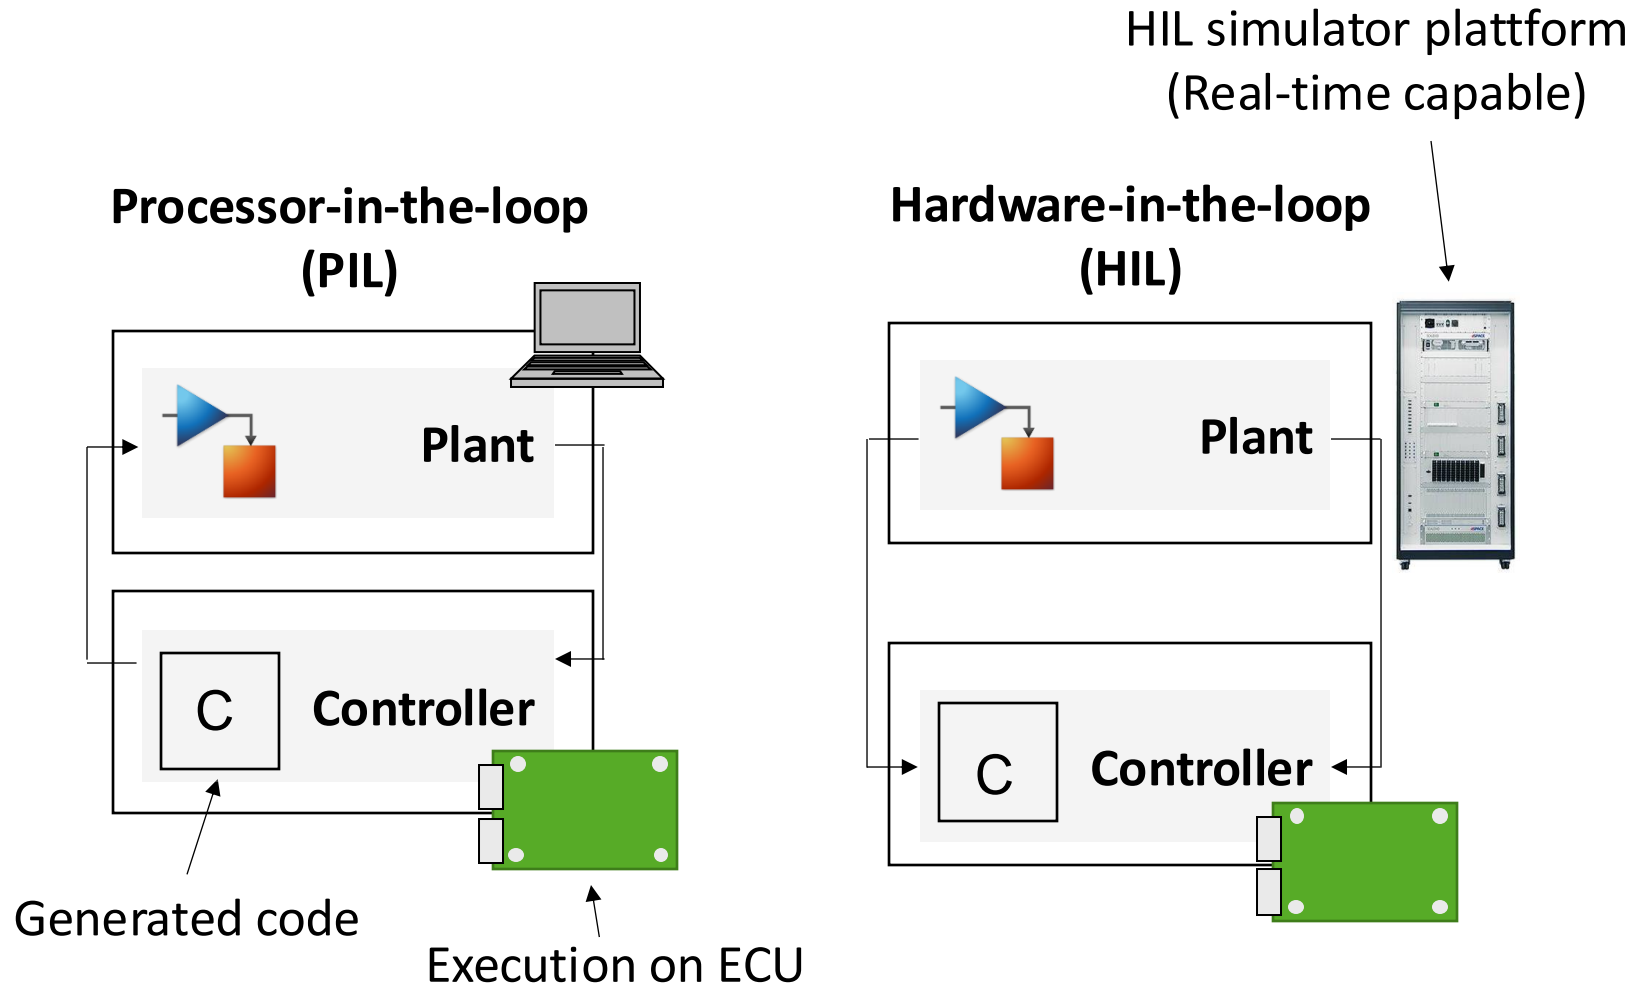 HIL simulator plattform
(Real-time capable)
Processor-in-the-loop
(PIL)
Hardware-in-the-loop
(HIL)
Plant
Plant
C
Controller
C
Controller
Generated code
Execution on ECU